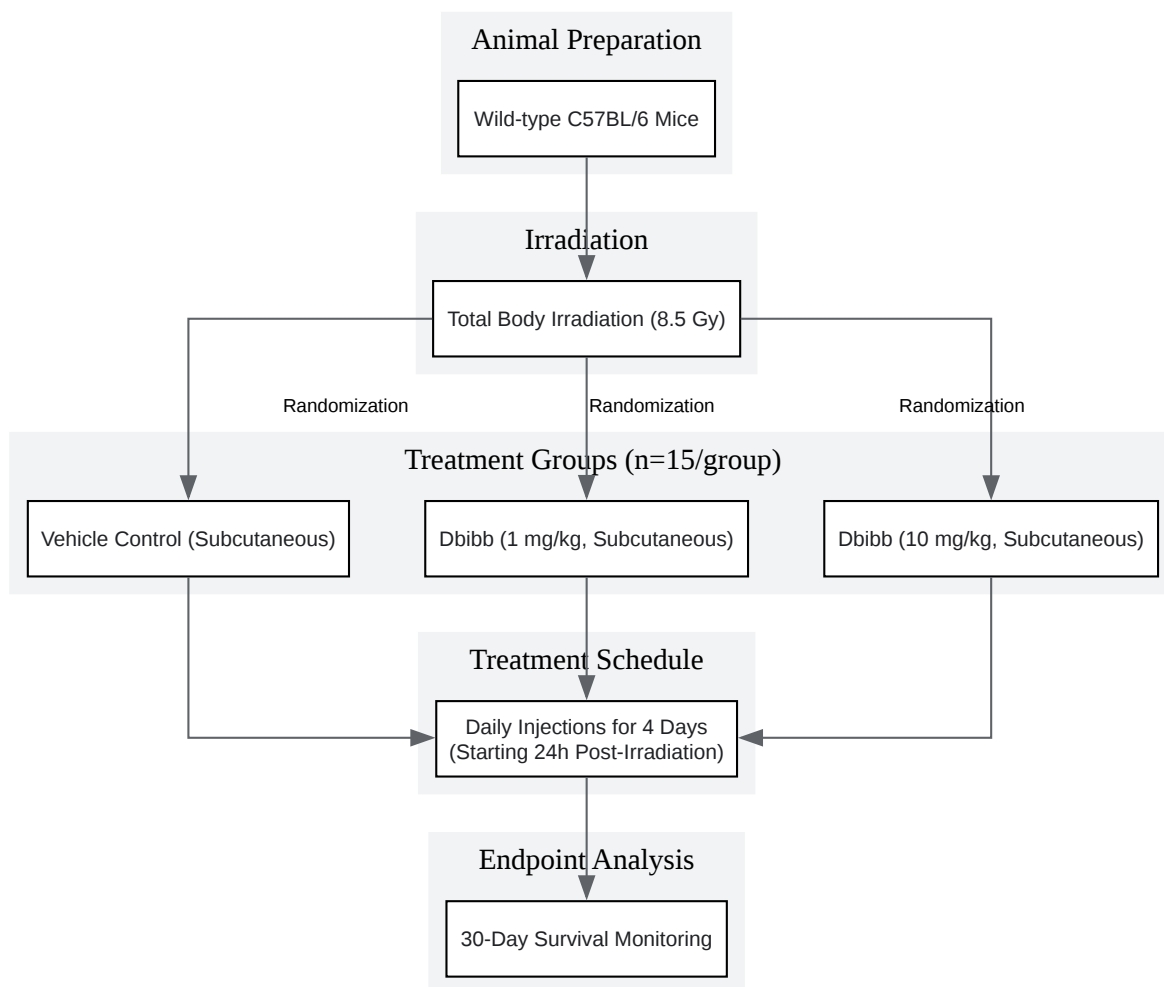 Animal Preparation
Wild-type C57BL/6 Mice
Irradiation
Total Body Irradiation (8.5 Gy)
Randomization
Randomization
Randomization
Treatment Groups (n=15/group)
Vehicle Control (Subcutaneous)
Dbibb (1 mg/kg, Subcutaneous)
Dbibb (10 mg/kg, Subcutaneous)
Treatment Schedule
Daily Injections for 4 Days
(Starting 24h Post-Irradiation)
Endpoint Analysis
30-Day Survival Monitoring